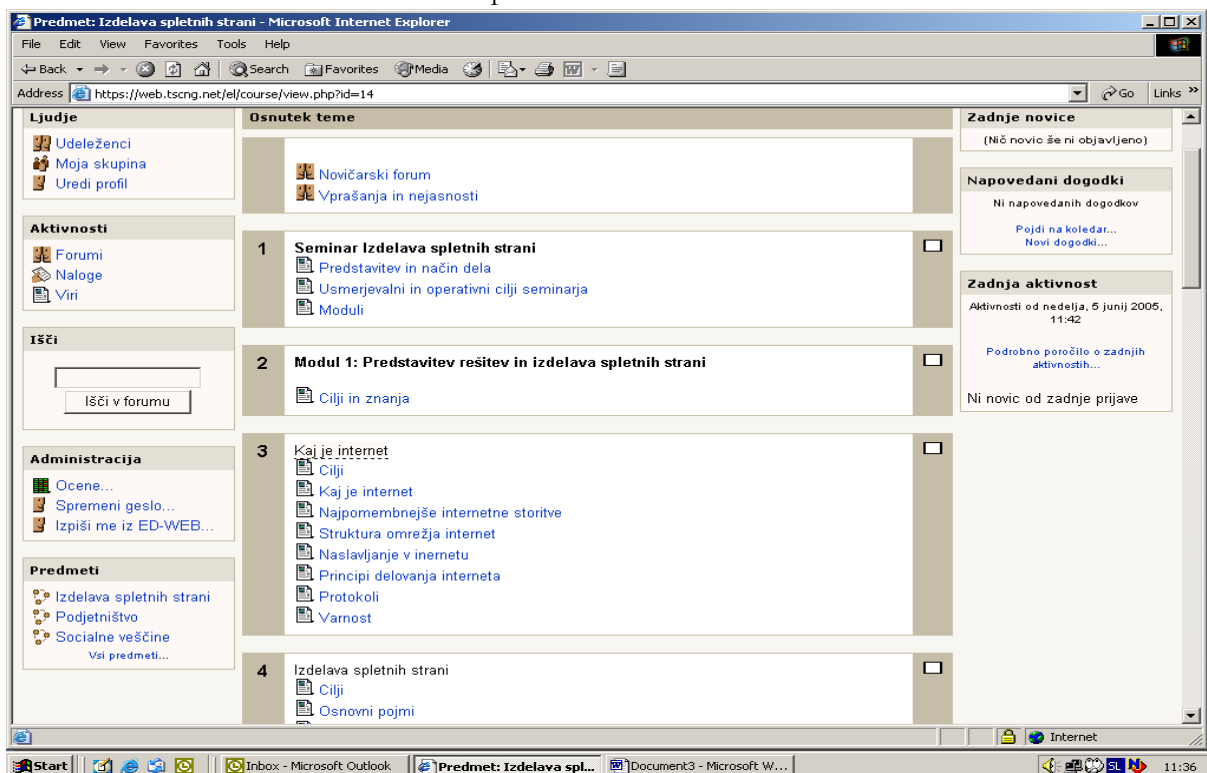 Predmet: Izdelava spletnih strani - Microsoft Internet Explorer
File Edit View Favorites Tools Help
Back Search Favorites Media
Address https://web.tscng.net/el/course/view.php?id=14 Go Links »
Ljudje
Udeleženci
Moja skupina
Uredi profil
Aktivnosti
Forumi
Naloge
Viri
Išči
Išči v forumu
Administracija
Ocene...
Spremeni geslo...
Izpiši me iz ED-WEB...
Predmeti
Izdelava spletnih strani
Podjetništvo
Socialne veščine
Vsi predmeti...
Osnutek teme
Novičarski forum
Vprašanja in nejasnosti
1 Seminar Izdelava spletnih strani
Predstavitev in način dela
Usmerjevalni in operativni cilji seminarja
Moduli
2 Modul 1: Predstavitev rešitev in izdelava spletnih strani
Cilji in znanja
3 Kaj je internet
Cilji
Kaj je internet
Najpomembnejše internetne storitve
Struktura omrežja internet
Naslavljanje v inernetu
Principi delovanja interneta
Protokoli
Varnost
4 Izdelava spletnih strani
Cilji
Osnovni pojmi
Zadnje novice
(Nič novic še ni objavljeno)
Napovedani dogodki
Ni napovedanih dogodkov
Pojdi na koledar...
Novi dogodki...
Zadnja aktivnost
Aktivnosti od nedelja, 5 junij 2005,
11:42
Podrobno poročilo o zadnjih
aktivnostih...
Ni novic od zadnje prijave
Internet
Start Inbox - Microsoft Outlook Predmet: Izdelava spl... Document3 - Microsoft W... SL 11:36